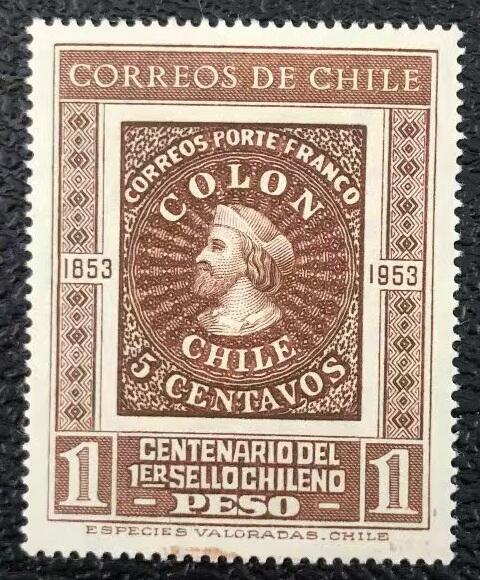 CORREOS DE CHILE
CORREOS PORTE FRANCO
COLON
1853
1953
CHILE
5 CENTAVOS
1 CENTENARIO DEL 1
1ER SELLO CHILENO
– PESO –
ESPECIES VALORADAS. CHILE